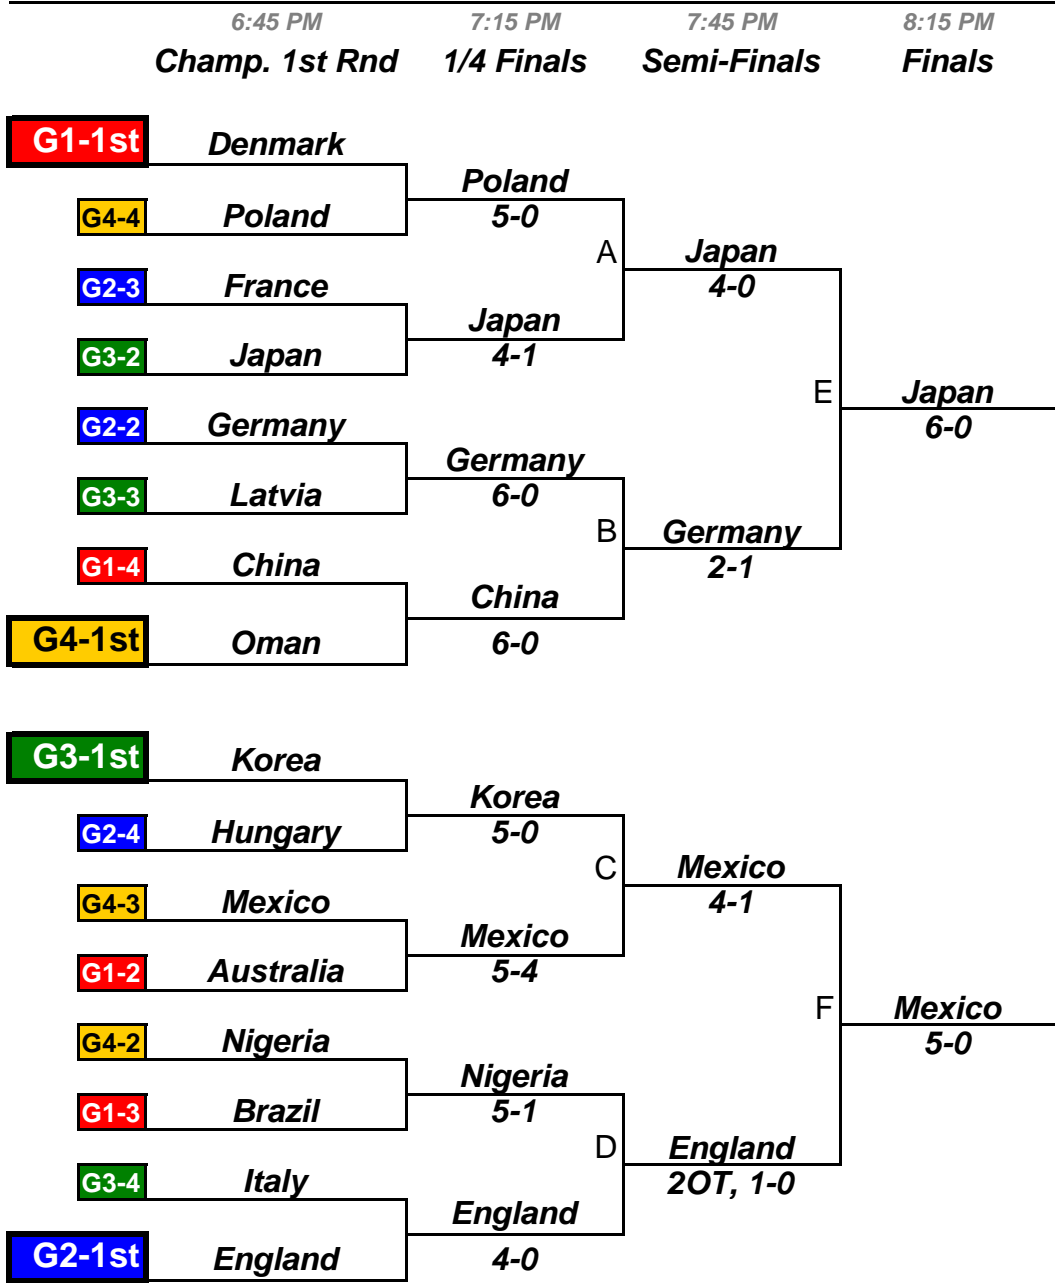 6:45 PM 7:15 PM 7:45 PM 8:15 PM
Champ. 1st Rnd 1/4 Finals Semi-Finals Finals
G1-1st Denmark
Poland
G4-4 Poland 5-0
A Japan
G2-3 France 4-0
Japan
G3-2 Japan 4-1
E Japan
G2-2 Germany 6-0
Germany
G3-3 Latvia 6-0
B Germany
G1-4 China 2-1
China
G4-1st Oman 6-0
G3-1st Korea
Korea
G2-4 Hungary 5-0
C Mexico
G4-3 Mexico 4-1
Mexico
G1-2 Australia 5-4
F Mexico
G4-2 Nigeria 5-0
Nigeria
G1-3 Brazil 5-1
D England
G3-4 Italy 2OT, 1-0
England
G2-1st England 4-0